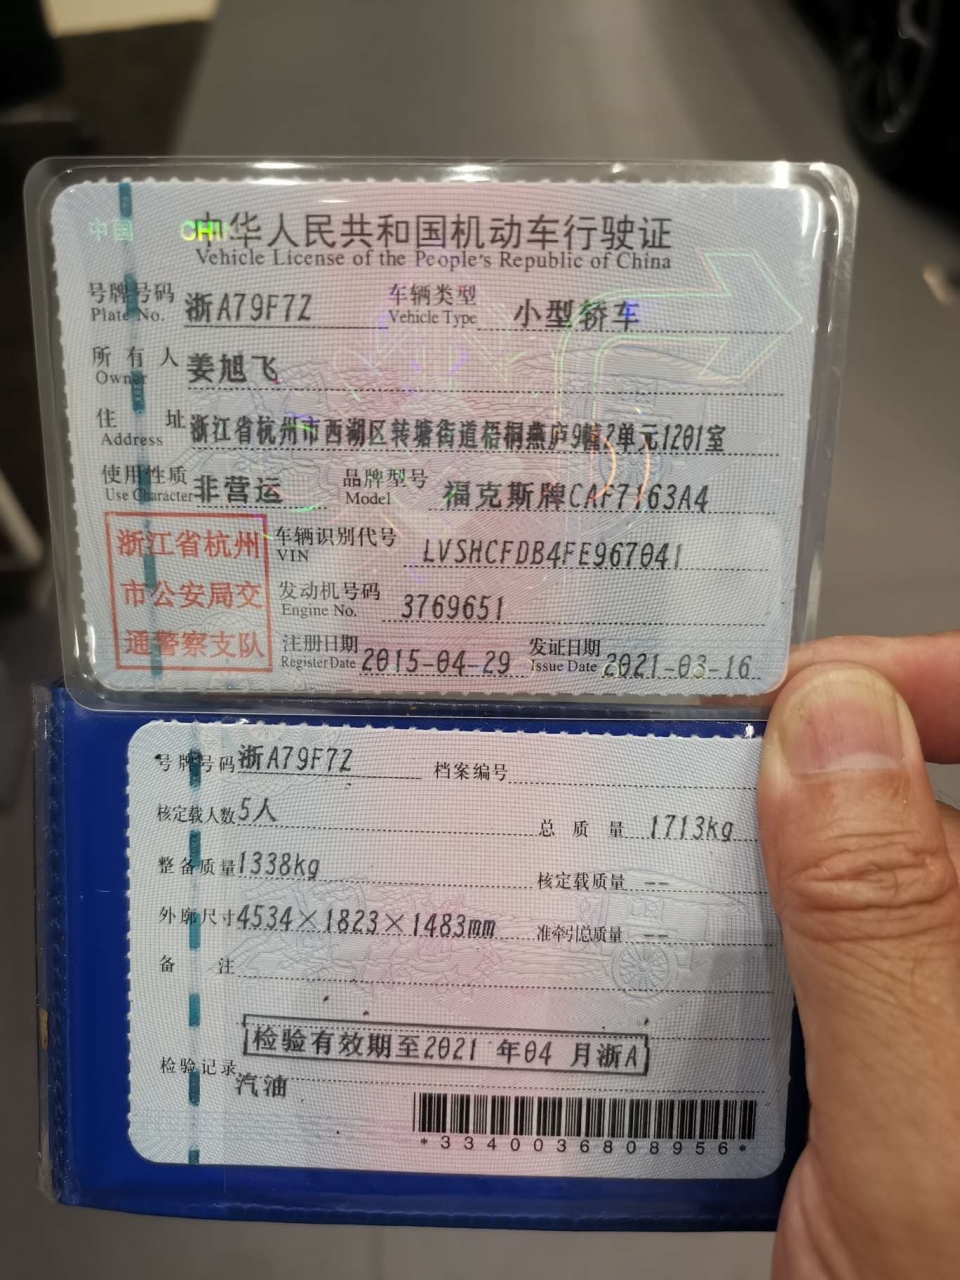 中国 CHI
中华人民共和国机动车行驶证
Vehicle License of the People's Republic of China
号牌号码 浙A79F7Z 车辆类型 小型轿车
Plate No. Vehicle Type
所有人 姜旭飞
Owner
住址 浙江省杭州市西湖区转塘街道梧桐燕庐9幢2单元1201室
Address
使用性质 非营运 品牌型号 福克斯牌CAF7163A4
Use Character Model
浙江省杭州
市公安局交
通警察支队
车辆识别代号 LVSHCFDB4FE967041
VIN
发动机号码 3769651
Engine No.
注册日期 2015-04-29 发证日期 2021-03-16
Register Date Issue Date
号牌号码 浙A79F7Z 档案编号
核定载人数 5人 总质量 1713kg
整备质量 1338kg 核定载质量 --
外廓尺寸 4534×1823×1483mm 准牵引总质量 --
备注
检验有效期至2021 年04 月浙A
检验记录
汽油
*3340036808956*